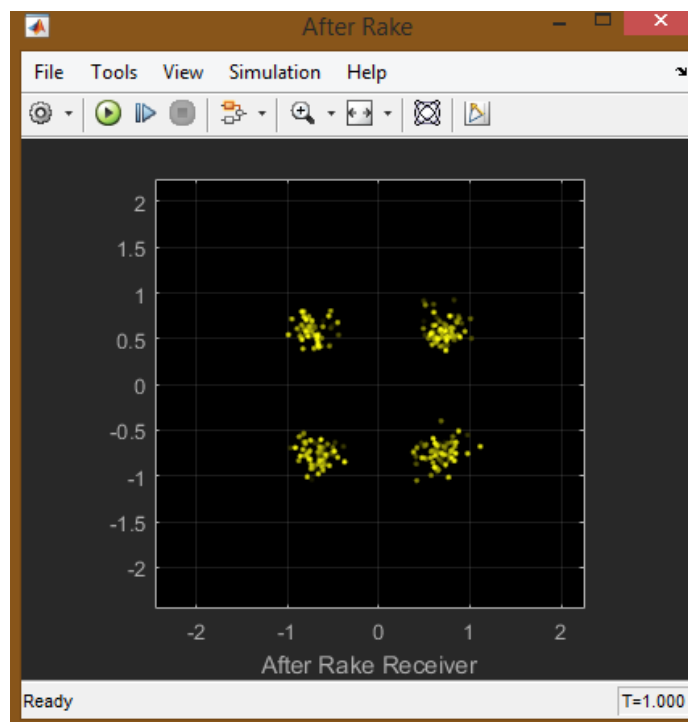 After Rake
File Tools View Simulation Help
2
1.5
1
0.5
0
-0.5
-1
-1.5
-2
-2 -1 0 1 2
After Rake Receiver
Ready T=1.000